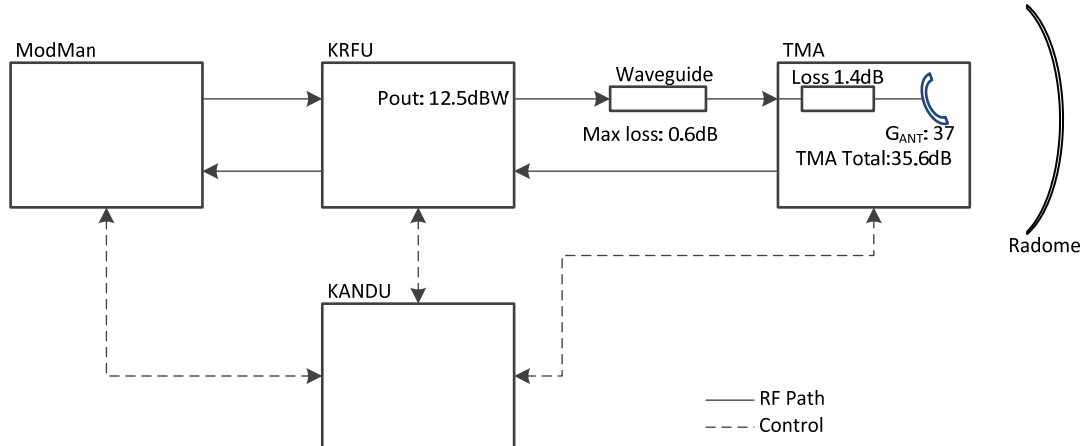 ModMan
KRFU
TMA
Waveguide
Loss 1.4dB
Pout: 12.5dBW
Max loss: 0.6dB
GANT: 37
TMA Total:35.6dB
Radome
KANDU
RF Path
Control